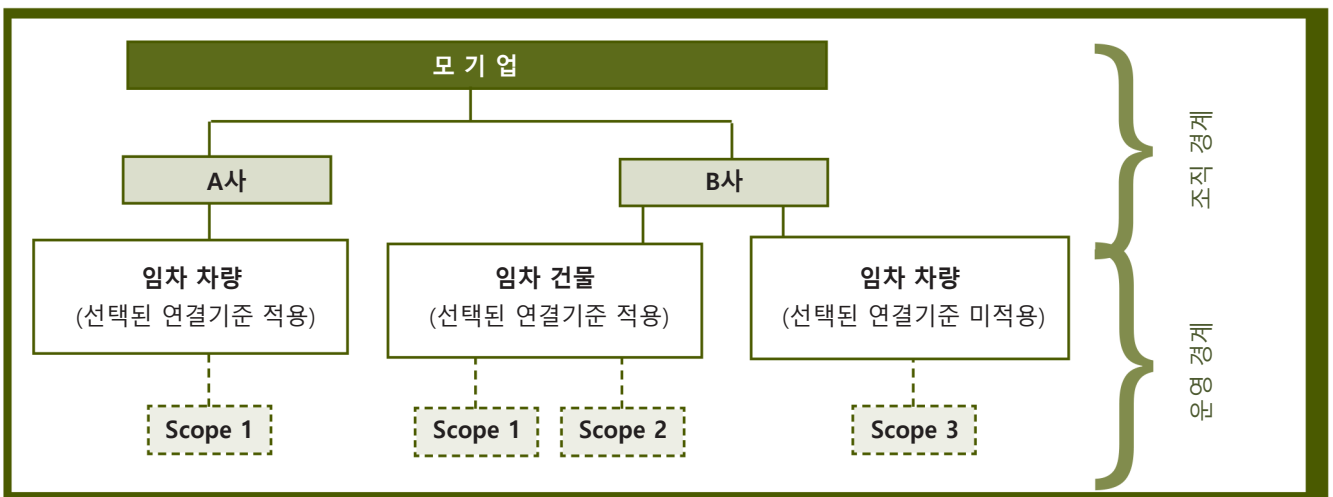 모 기 업
A사
B사
임차 차량
(선택된 연결기준 적용)
임차 건물
(선택된 연결기준 적용)
임차 차량
(선택된 연결기준 미적용)
Scope 1
Scope 1
Scope 2
Scope 3
조직 경계
운영 경계